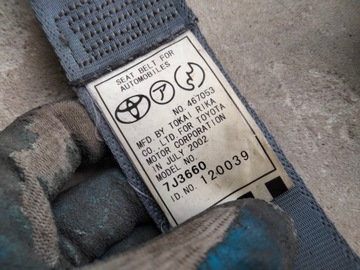 SEAT BELT FOR
AUTOMOBILES
ア
NO. 467053
MFD BY TOKAI RIKA
CO., LTD. FOR TOYOTA
MOTOR CORPORATION
IN JULY 2002
MODEL NO.
7J3660
ID. NO. 120039